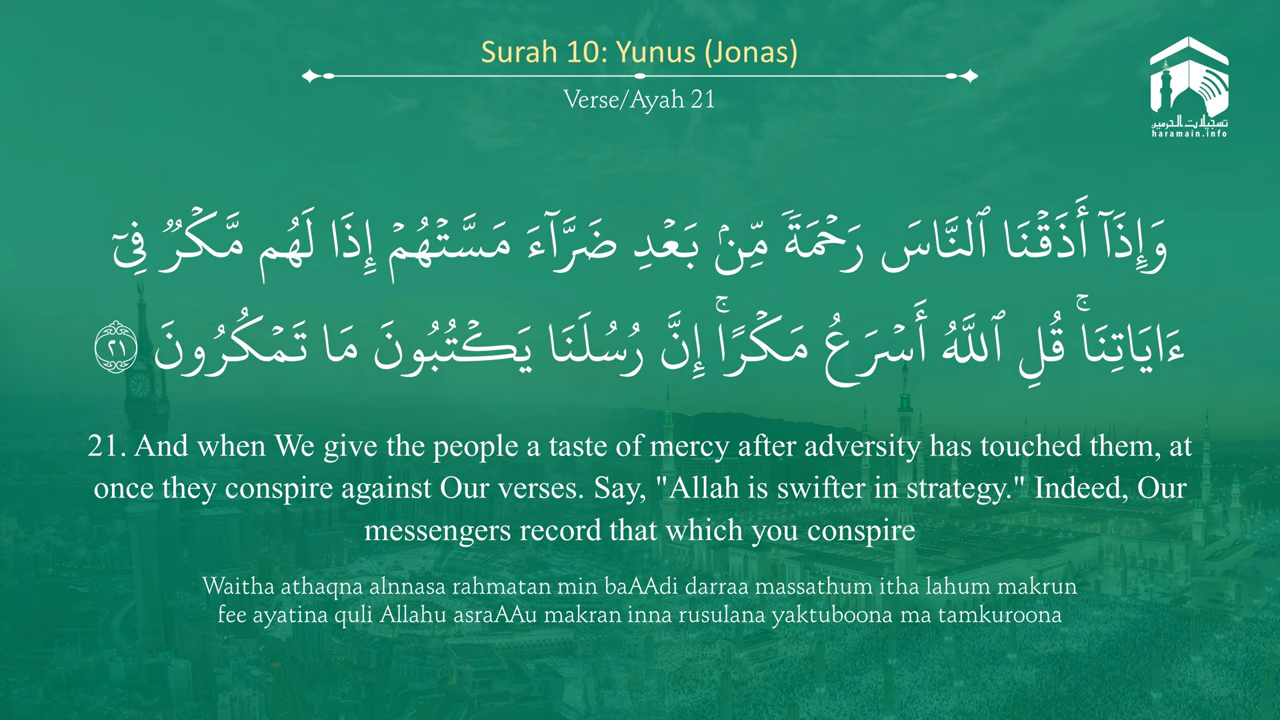 Surah 10: Yunus (Jonas)
Verse/Ayah 21
تسجيلات الحرمين
haramain.info
وَإِذَآ أَذَقۡنَا ٱلنَّاسَ رَحۡمَةٗ مِّنۢ بَعۡدِ ضَرَّآءَ مَسَّتۡهُمۡ إِذَا لَهُم مَّكۡرٞ فِيٓ
ءَايَاتِنَاۚ قُلِ ٱللَّهُ أَسۡرَعُ مَكۡرًاۚ إِنَّ رُسُلَنَا يَكۡتُبُونَ مَا تَمۡكُرُونَ ٢١
21. And when We give the people a taste of mercy after adversity has touched them, at
once they conspire against Our verses. Say, "Allah is swifter in strategy." Indeed, Our
messengers record that which you conspire
Waitha athaqna alnnasa rahmatan min baAAdi darraa massathum itha lahum makrun
fee ayatina quli Allahu asraAAu makran inna rusulana yaktuboona ma tamkuroona